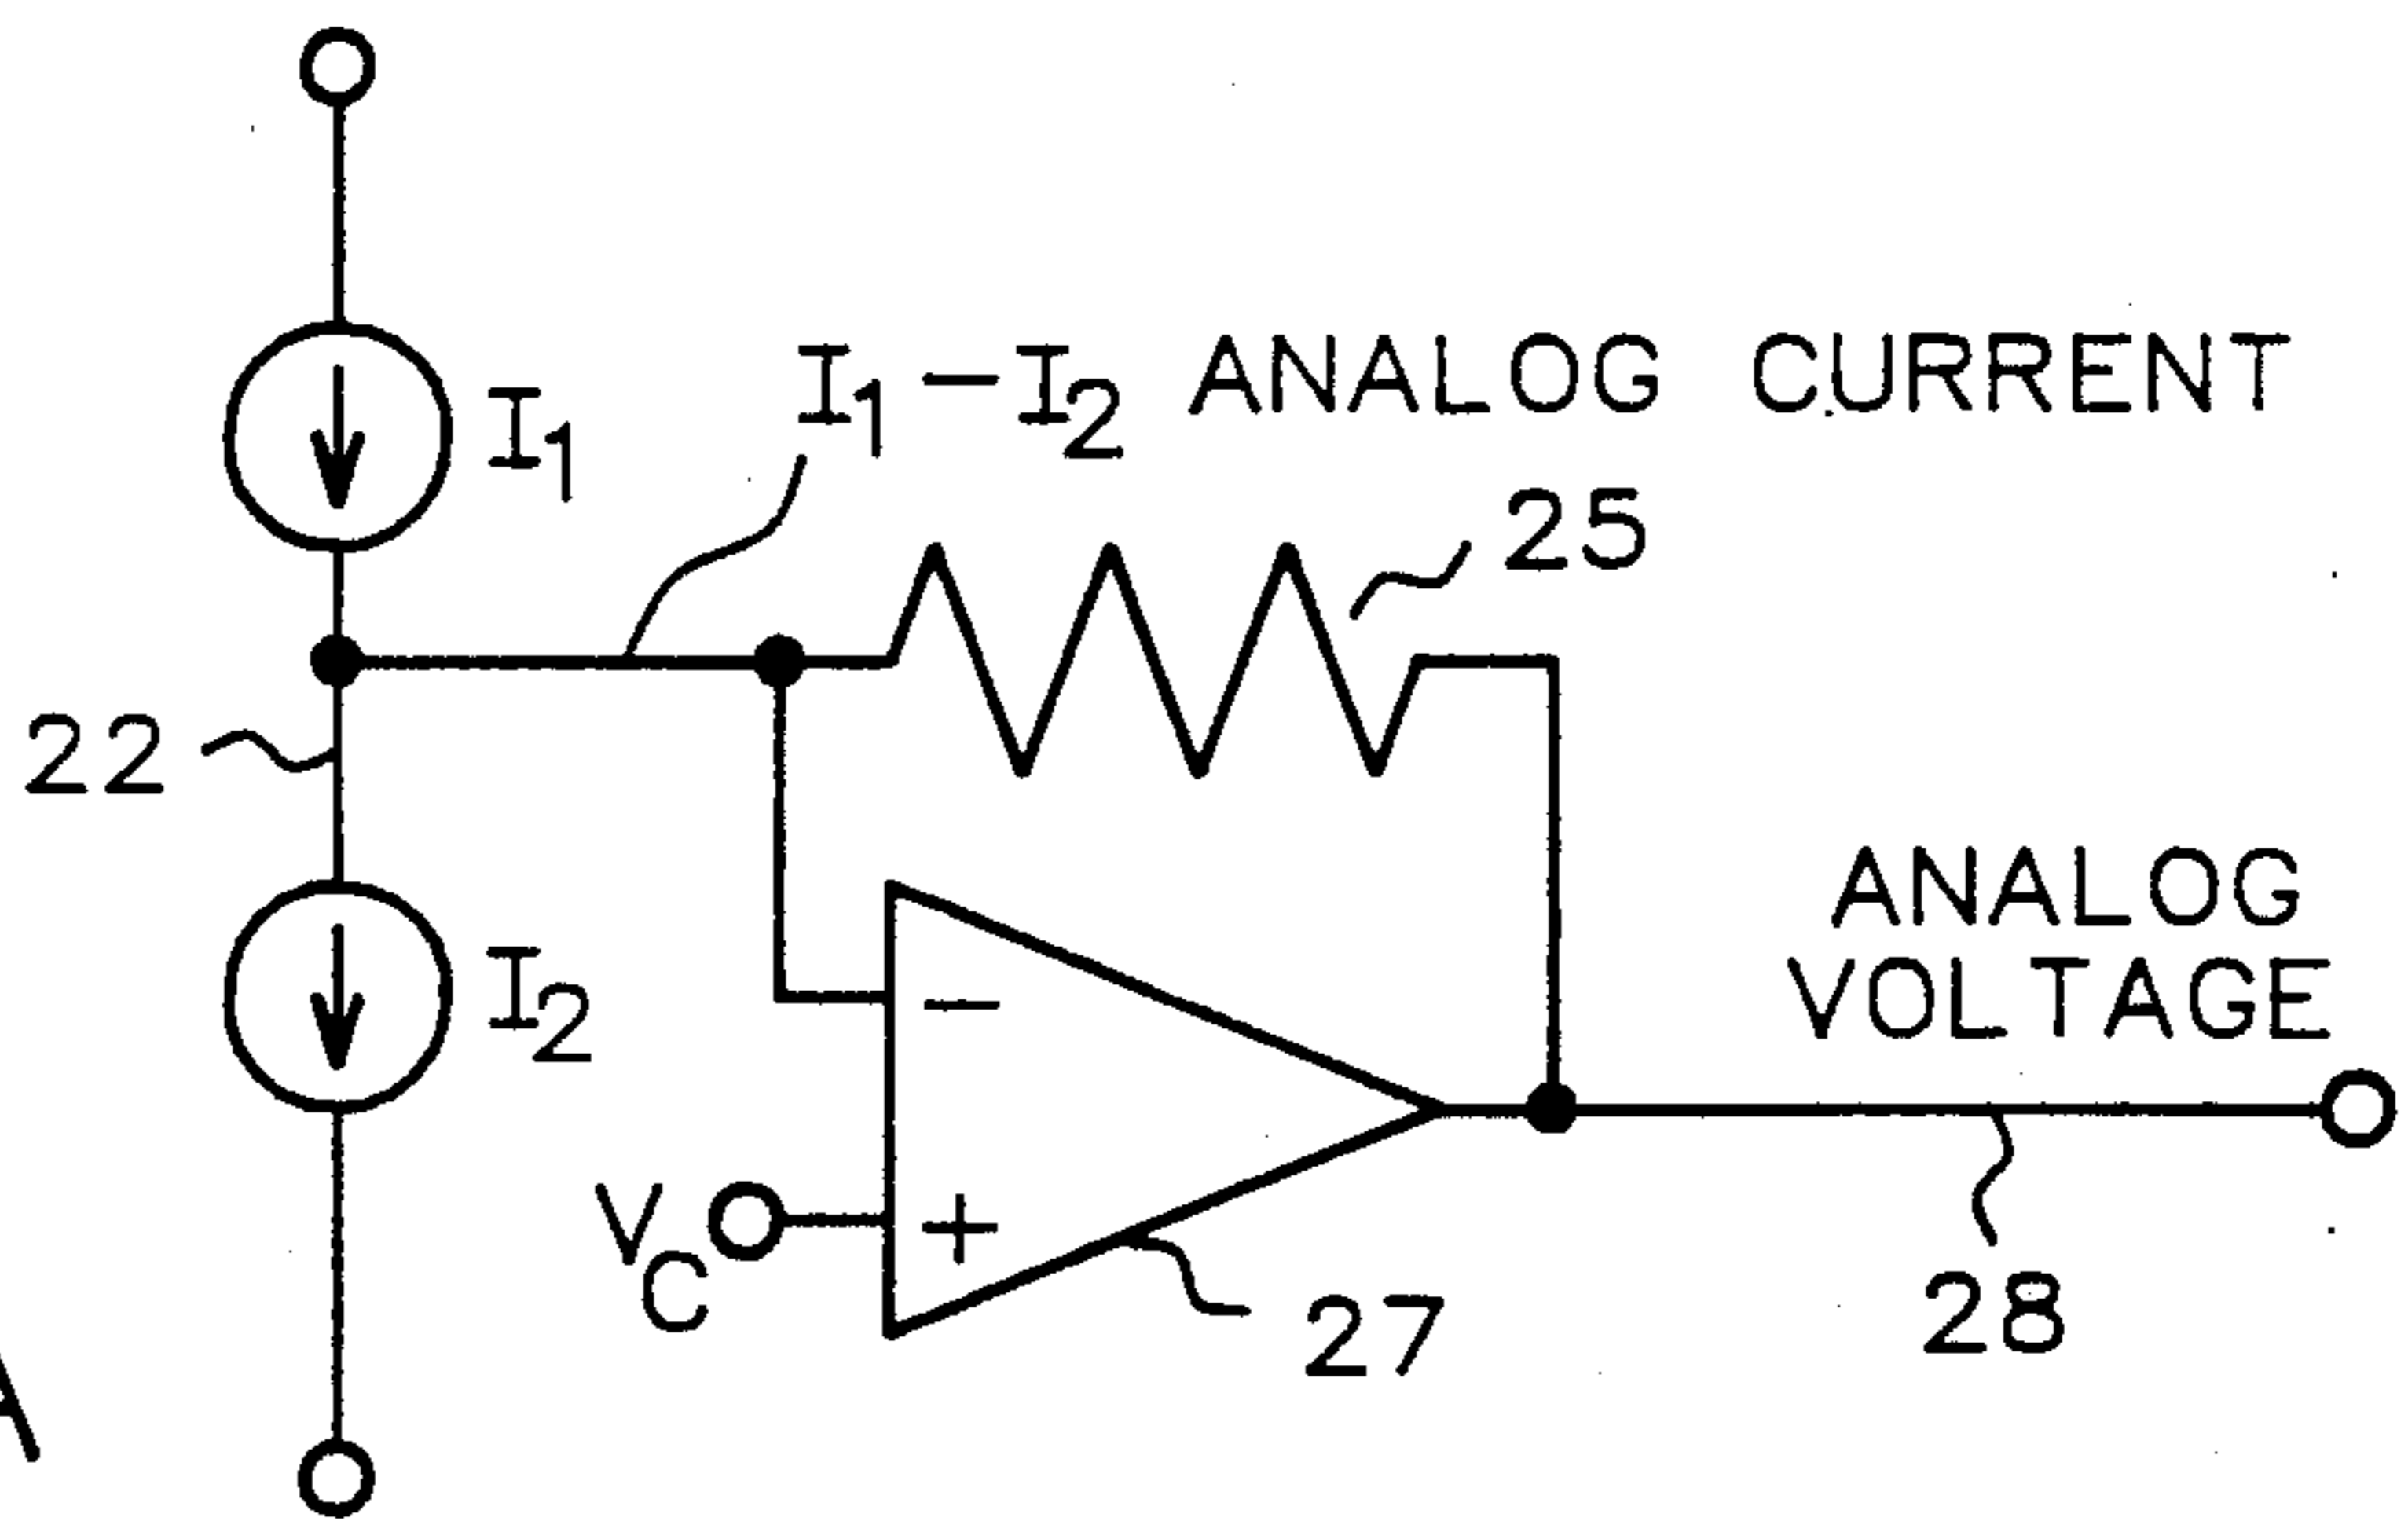 I1
I1-I2 ANALOG CURRENT
25
22
I2
ANALOG
VOLTAGE
-
+
VC
27
28
A